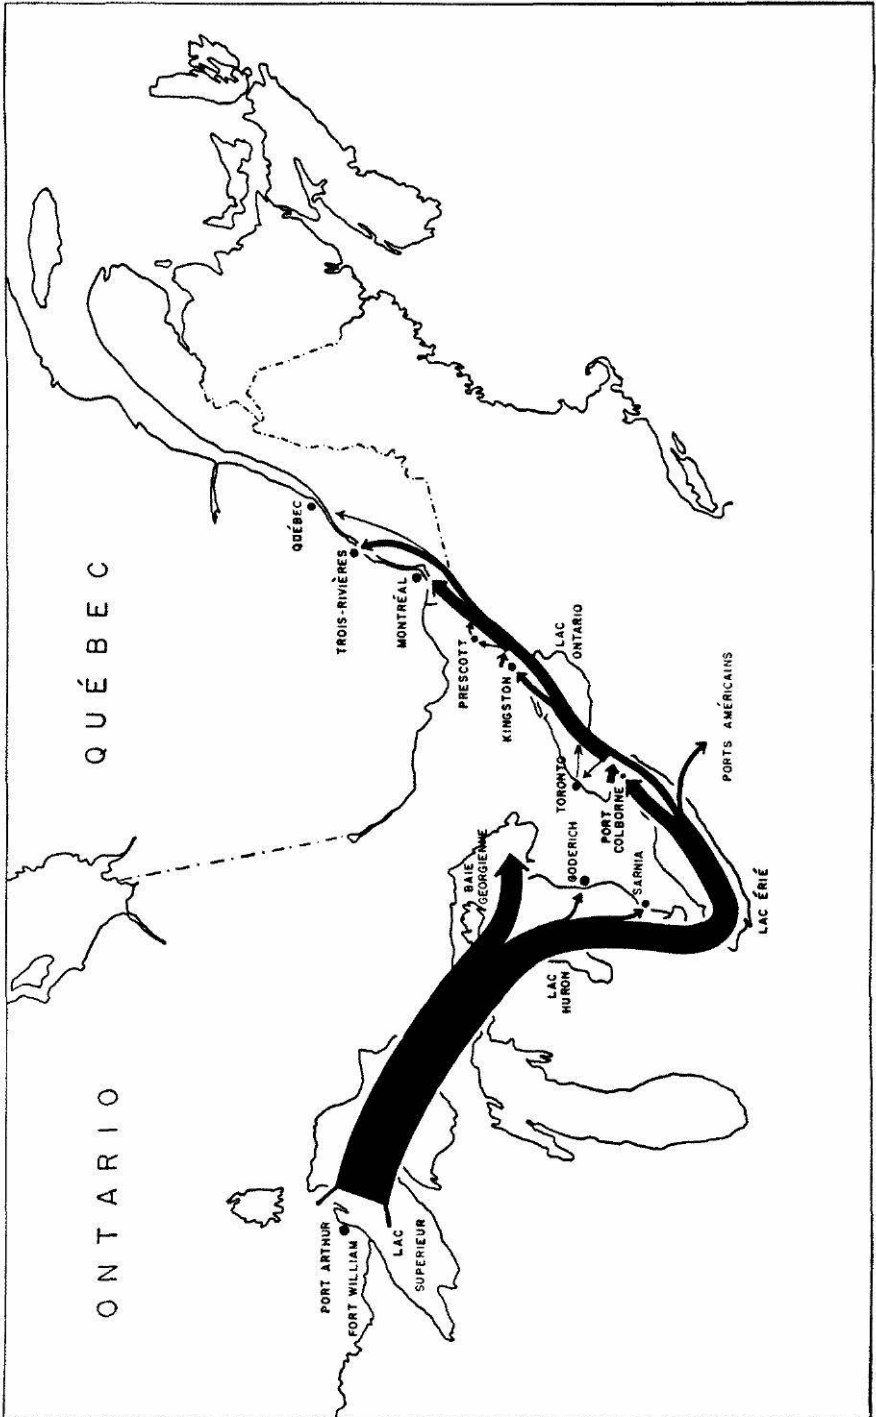 ONTARIO
QUÉBEC
PORT ARTHUR
FORT WILLIAM
LAC
SUPERIEUR
BAIE
GEORGIENNE
LAC
HURON
GODERICH
SARNIA
LAC ÉRIÉ
PORT
COLBORNE
TORONTO
PORTS AMÉRICAINS
LAC
ONTARIO
KINGSTON
PRESCOTT
MONTRÉAL
TROIS-RIVIÈRES
QUÉBEC